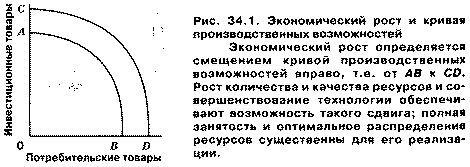 Инвестиционные товары
C
A
0
B
D
Потребительские товары
Рис. 34.1. Экономический рост и кривая
производственных возможностей
Экономический рост определяется
смещением кривой производственных
возможностей вправо, т.е. от AB к CD.
Рост количества и качества ресурсов и со-
вершенствование технологии обеспечи-
вают возможность такого сдвига; полная
занятость и оптимальное распределение
ресурсов существенны для его реализа-
ции.